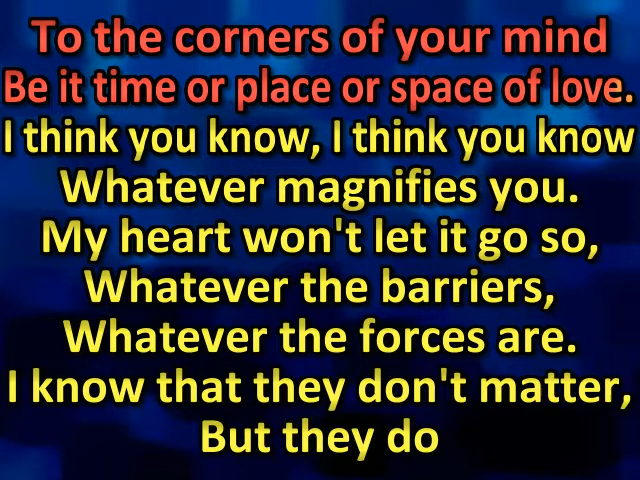 To the corners of your mind
Be it time or place or space of love.
I think you know, I think you know
Whatever magnifies you.
My heart won't let it go so,
Whatever the barriers,
Whatever the forces are.
I know that they don't matter,
But they do